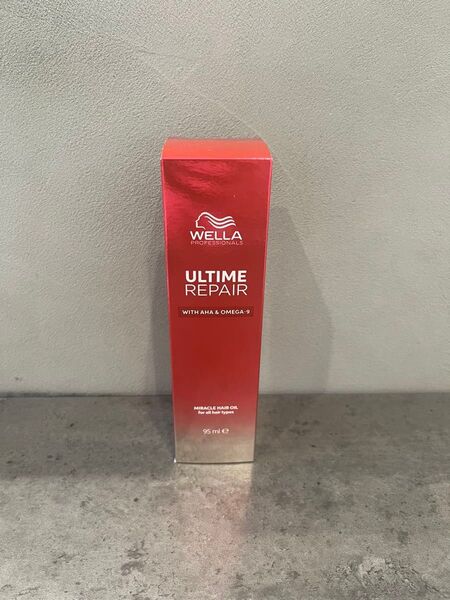 WELLA
PROFESSIONALS
ULTIME
REPAIR
WITH AHA & OMEGA-9
MIRACLE HAIR OIL
for all hair types
95 ml ℮